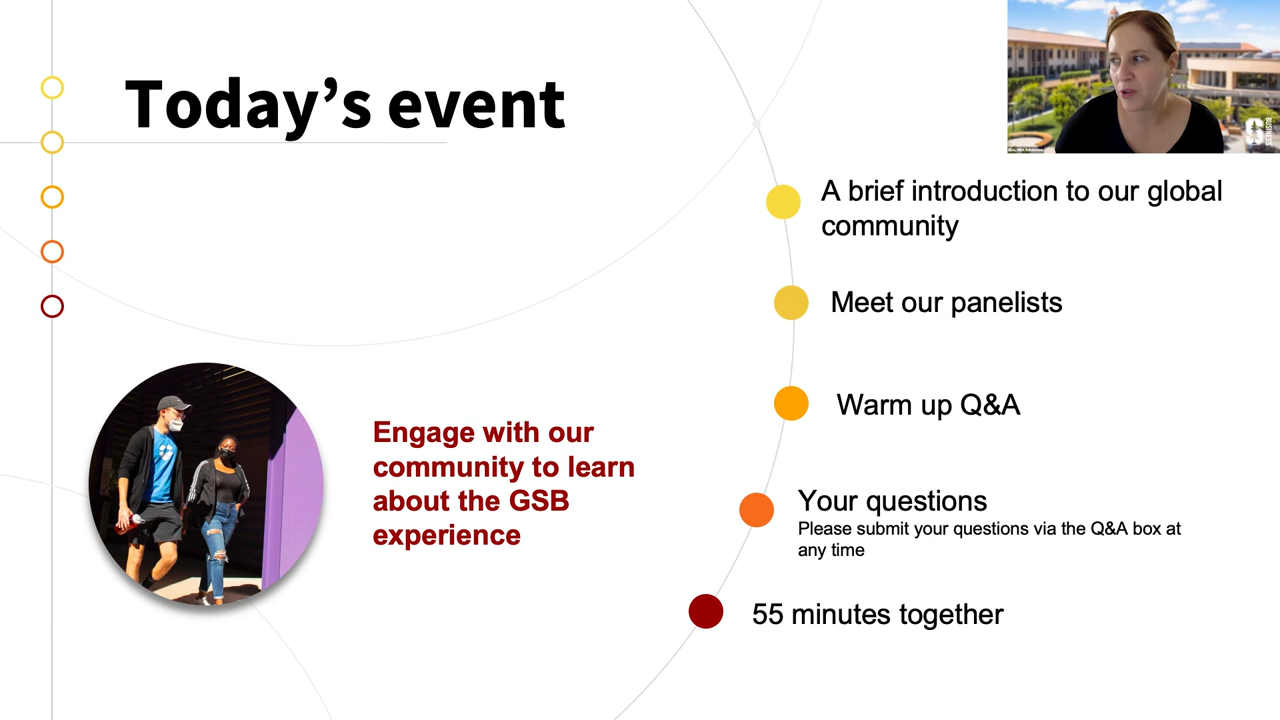 Today’s event
BUSINESS
A brief introduction to our global
community
Meet our panelists
Warm up Q&A
Engage with our
community to learn
about the GSB
experience
Your questions
Please submit your questions via the Q&A box at
any time
55 minutes together